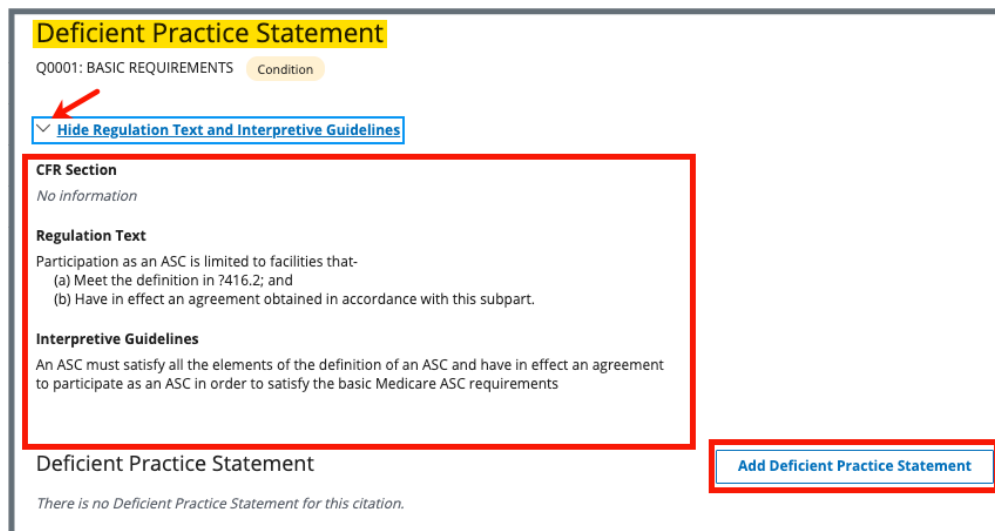 Deficient Practice Statement
Q0001: BASIC REQUIREMENTS Condition
Hide Regulation Text and Interpretive Guidelines
CFR Section
No information
Regulation Text
Participation as an ASC is limited to facilities that-
(a) Meet the definition in ?416.2; and
(b) Have in effect an agreement obtained in accordance with this subpart.
Interpretive Guidelines
An ASC must satisfy all the elements of the definition of an ASC and have in effect an agreement
to participate as an ASC in order to satisfy the basic Medicare ASC requirements
Deficient Practice Statement
Add Deficient Practice Statement
There is no Deficient Practice Statement for this citation.